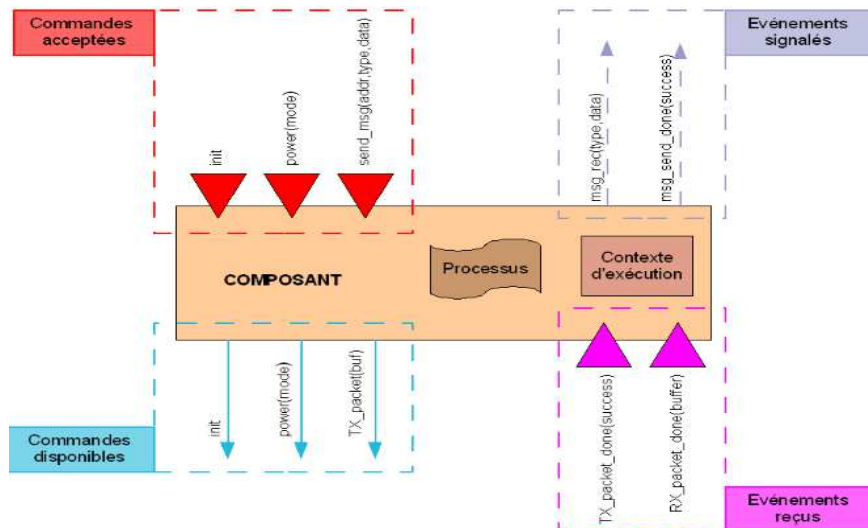 Commandes
acceptées
init
power(mode)
send_msg(addr,type,data)
msg_rec(type,data)
msg_send_done(success)
Evénements
signalés
COMPOSANT
Processus
Contexte
d'exécution
Commandes
disponibles
init
power(mode)
TX_packet(buf)
TX_packet_done(success)
RX_packet_done(buffer)
Evénements
reçus